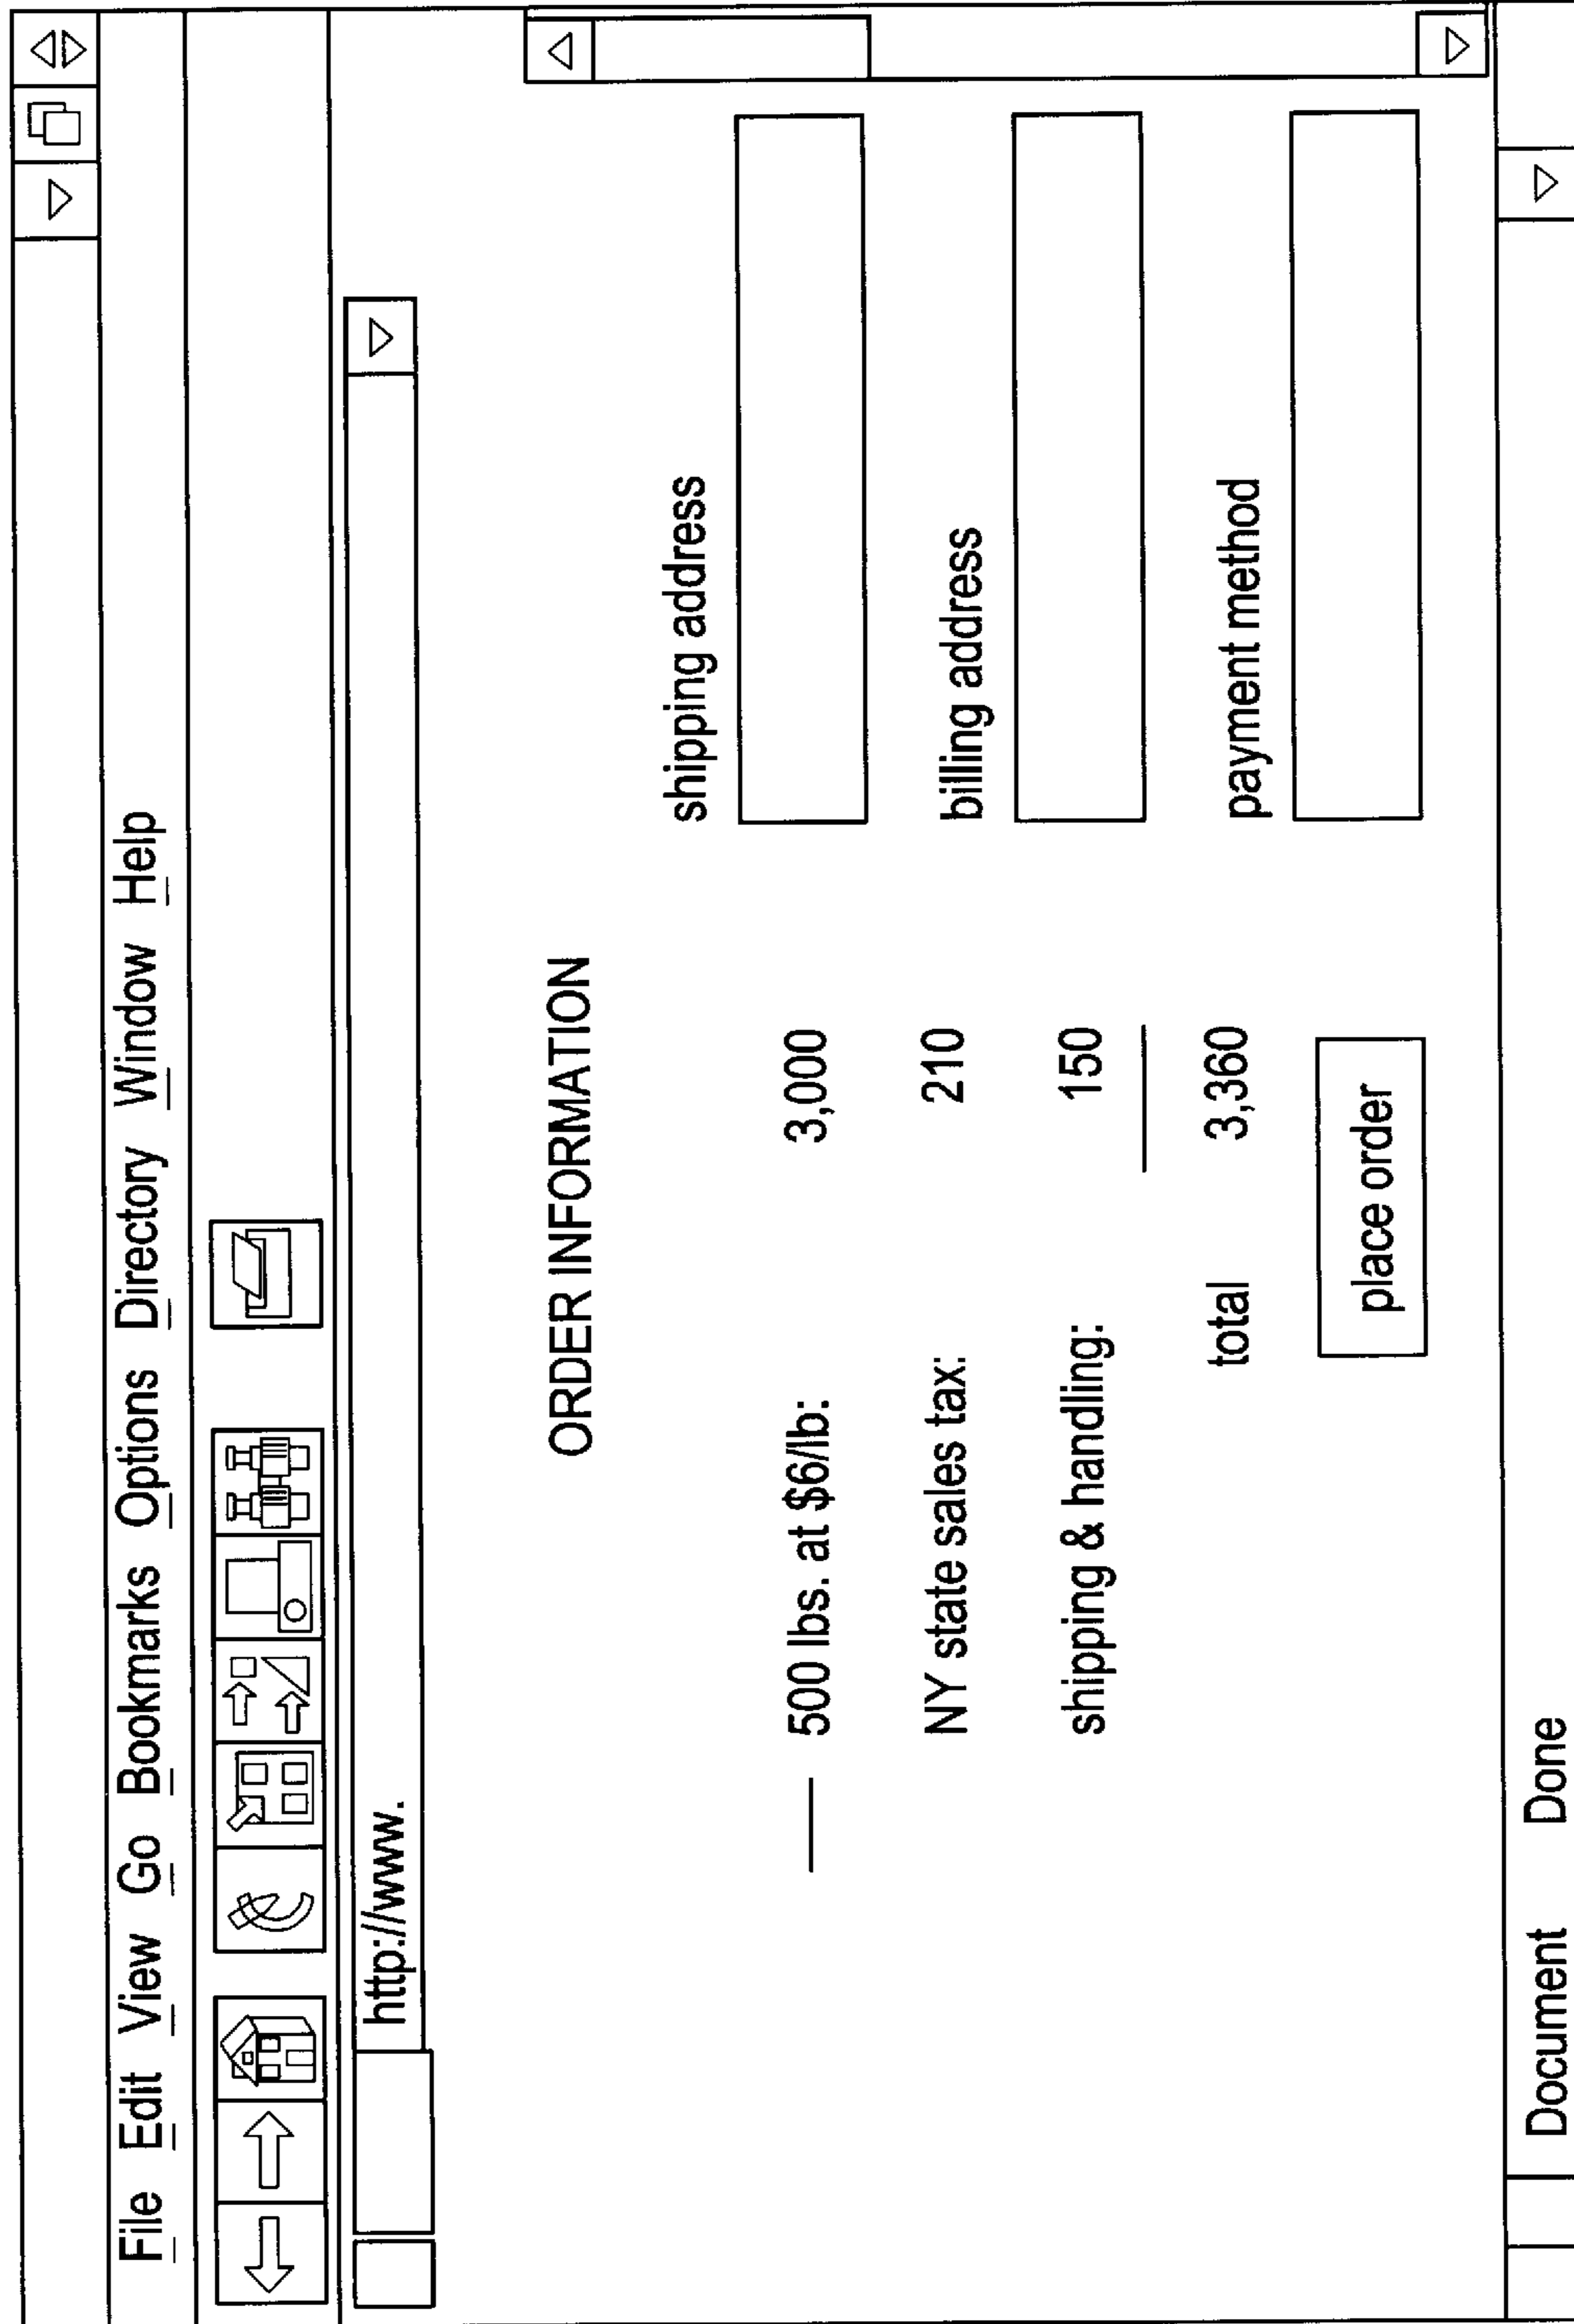 File Edit View Go Bookmarks Options Directory Window Help
http://www.
ORDER INFORMATION
500 lbs. at $6/lb: 3,000
NY state sales tax: 210
shipping & handling: 150
total 3,360
place order
shipping address
billing address
payment method
Document Done